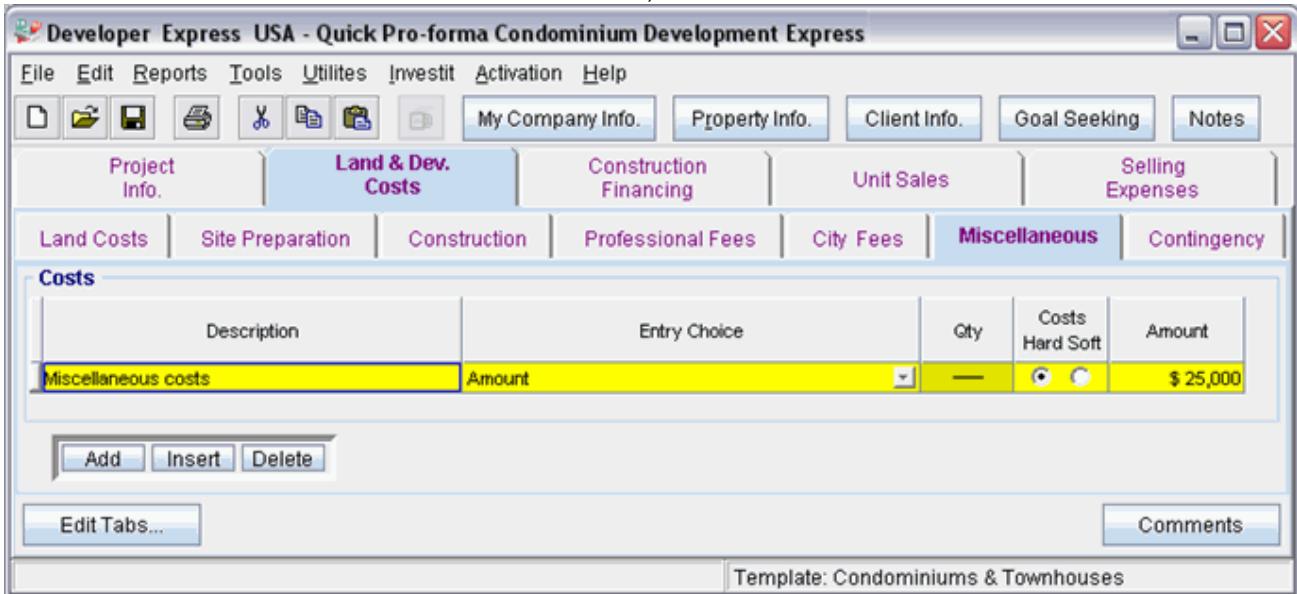 Developer Express USA - Quick Pro-forma Condominium Development Express
File Edit Reports Tools Utilites Investit Activation Help
My Company Info. Property Info. Client Info. Goal Seeking Notes
Project Info. Land & Dev. Costs Construction Financing Unit Sales Selling Expenses
Land Costs Site Preparation Construction Professional Fees City Fees Miscellaneous Contingency
Costs
Description Entry Choice Qty Costs Hard Soft Amount
Miscellaneous costs Amount — $ 25,000
Add Insert Delete
Edit Tabs... Comments
Template: Condominiums & Townhouses